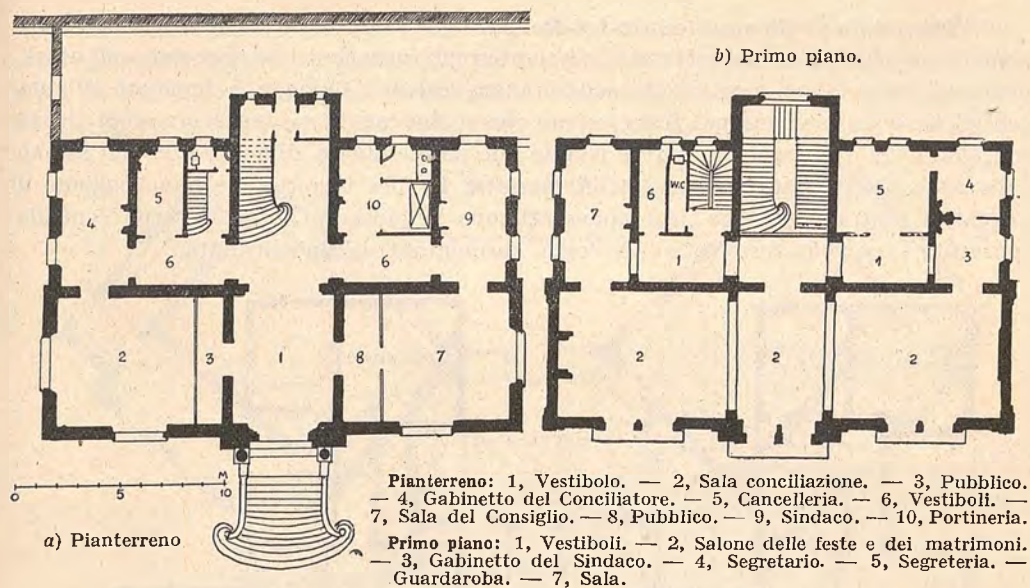 b) Primo piano.
5
4
10
9
6
6
2
3
1
8
7
7
6
W.C
5
4
1
1
3
2
2
2
M
0 5 10
a) Pianterreno
Pianterreno: 1, Vestibolo. — 2, Sala conciliazione. — 3, Pubblico.
— 4, Gabinetto del Conciliatore. — 5, Cancelleria. — 6, Vestiboli. —
7, Sala del Consiglio. — 8, Pubblico. — 9, Sindaco. — 10, Portineria.
Primo piano: 1, Vestiboli. — 2, Salone delle feste e dei matrimoni.
— 3, Gabinetto del Sindaco. — 4, Segretario. — 5, Segreteria. —
Guardaroba. — 7, Sala.